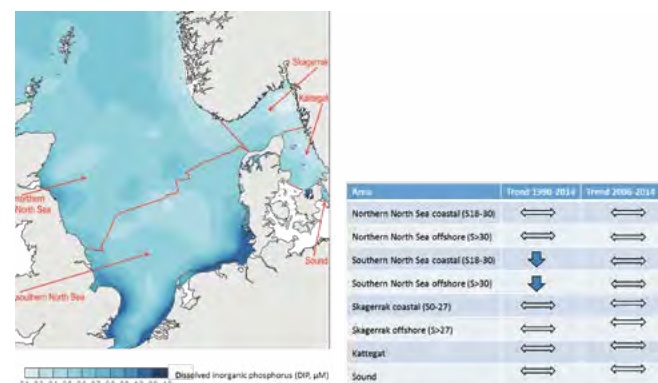 Skagerrak
Kattegat
northern
North Sea
Sound
southern North Sea
Dissolved inorganic phosphorus (DIP, µM)
Area Trend 1990-2014 Trend 2006-2014
Northern North Sea coastal (S18-30)
Northern North Sea offshore (S>30)
Southern North Sea coastal (S18-30)
Southern North Sea offshore (S>30)
Skagerrak coastal (S0-27)
Skagerrak offshore (S>27)
Kattegat
Sound